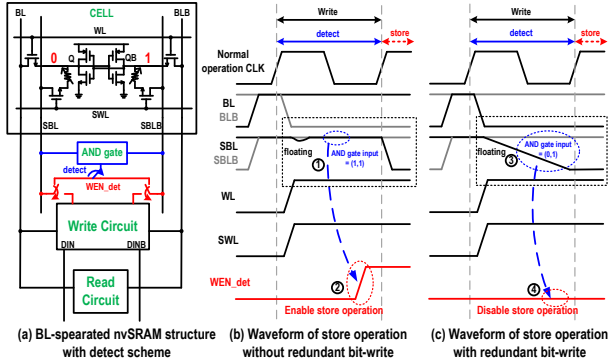 BL
CELL
BLB
WL
0
Q
QB
1
SWL
SBL
SBLB
AND gate
detect
WEN_det
Write Circuit
DIN
DINB
Read
Circuit
(a) BL-spearated nvSRAM structure
with detect scheme
Write
detect
store
Normal
operation CLK
BL
BLB
SBL
SBLB
floating
1
AND gate input
= (1,1)
WL
SWL
WEN_det
2
Enable store operation
(b) Waveform of store operation
without redundant bit-write
Write
detect
store
floating
3
AND gate input
= (0,1)
4
Disable store operation
(c) Waveform of store operation
with redundant bit-write